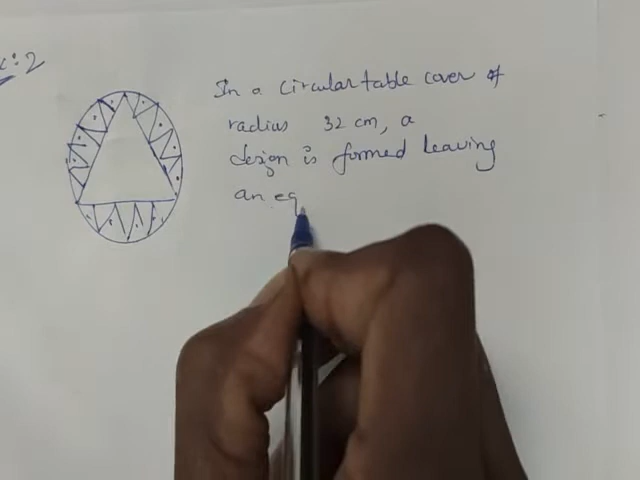 :2
In a circular table cover of
radius 32 cm, a
design is formed leaving
an eq